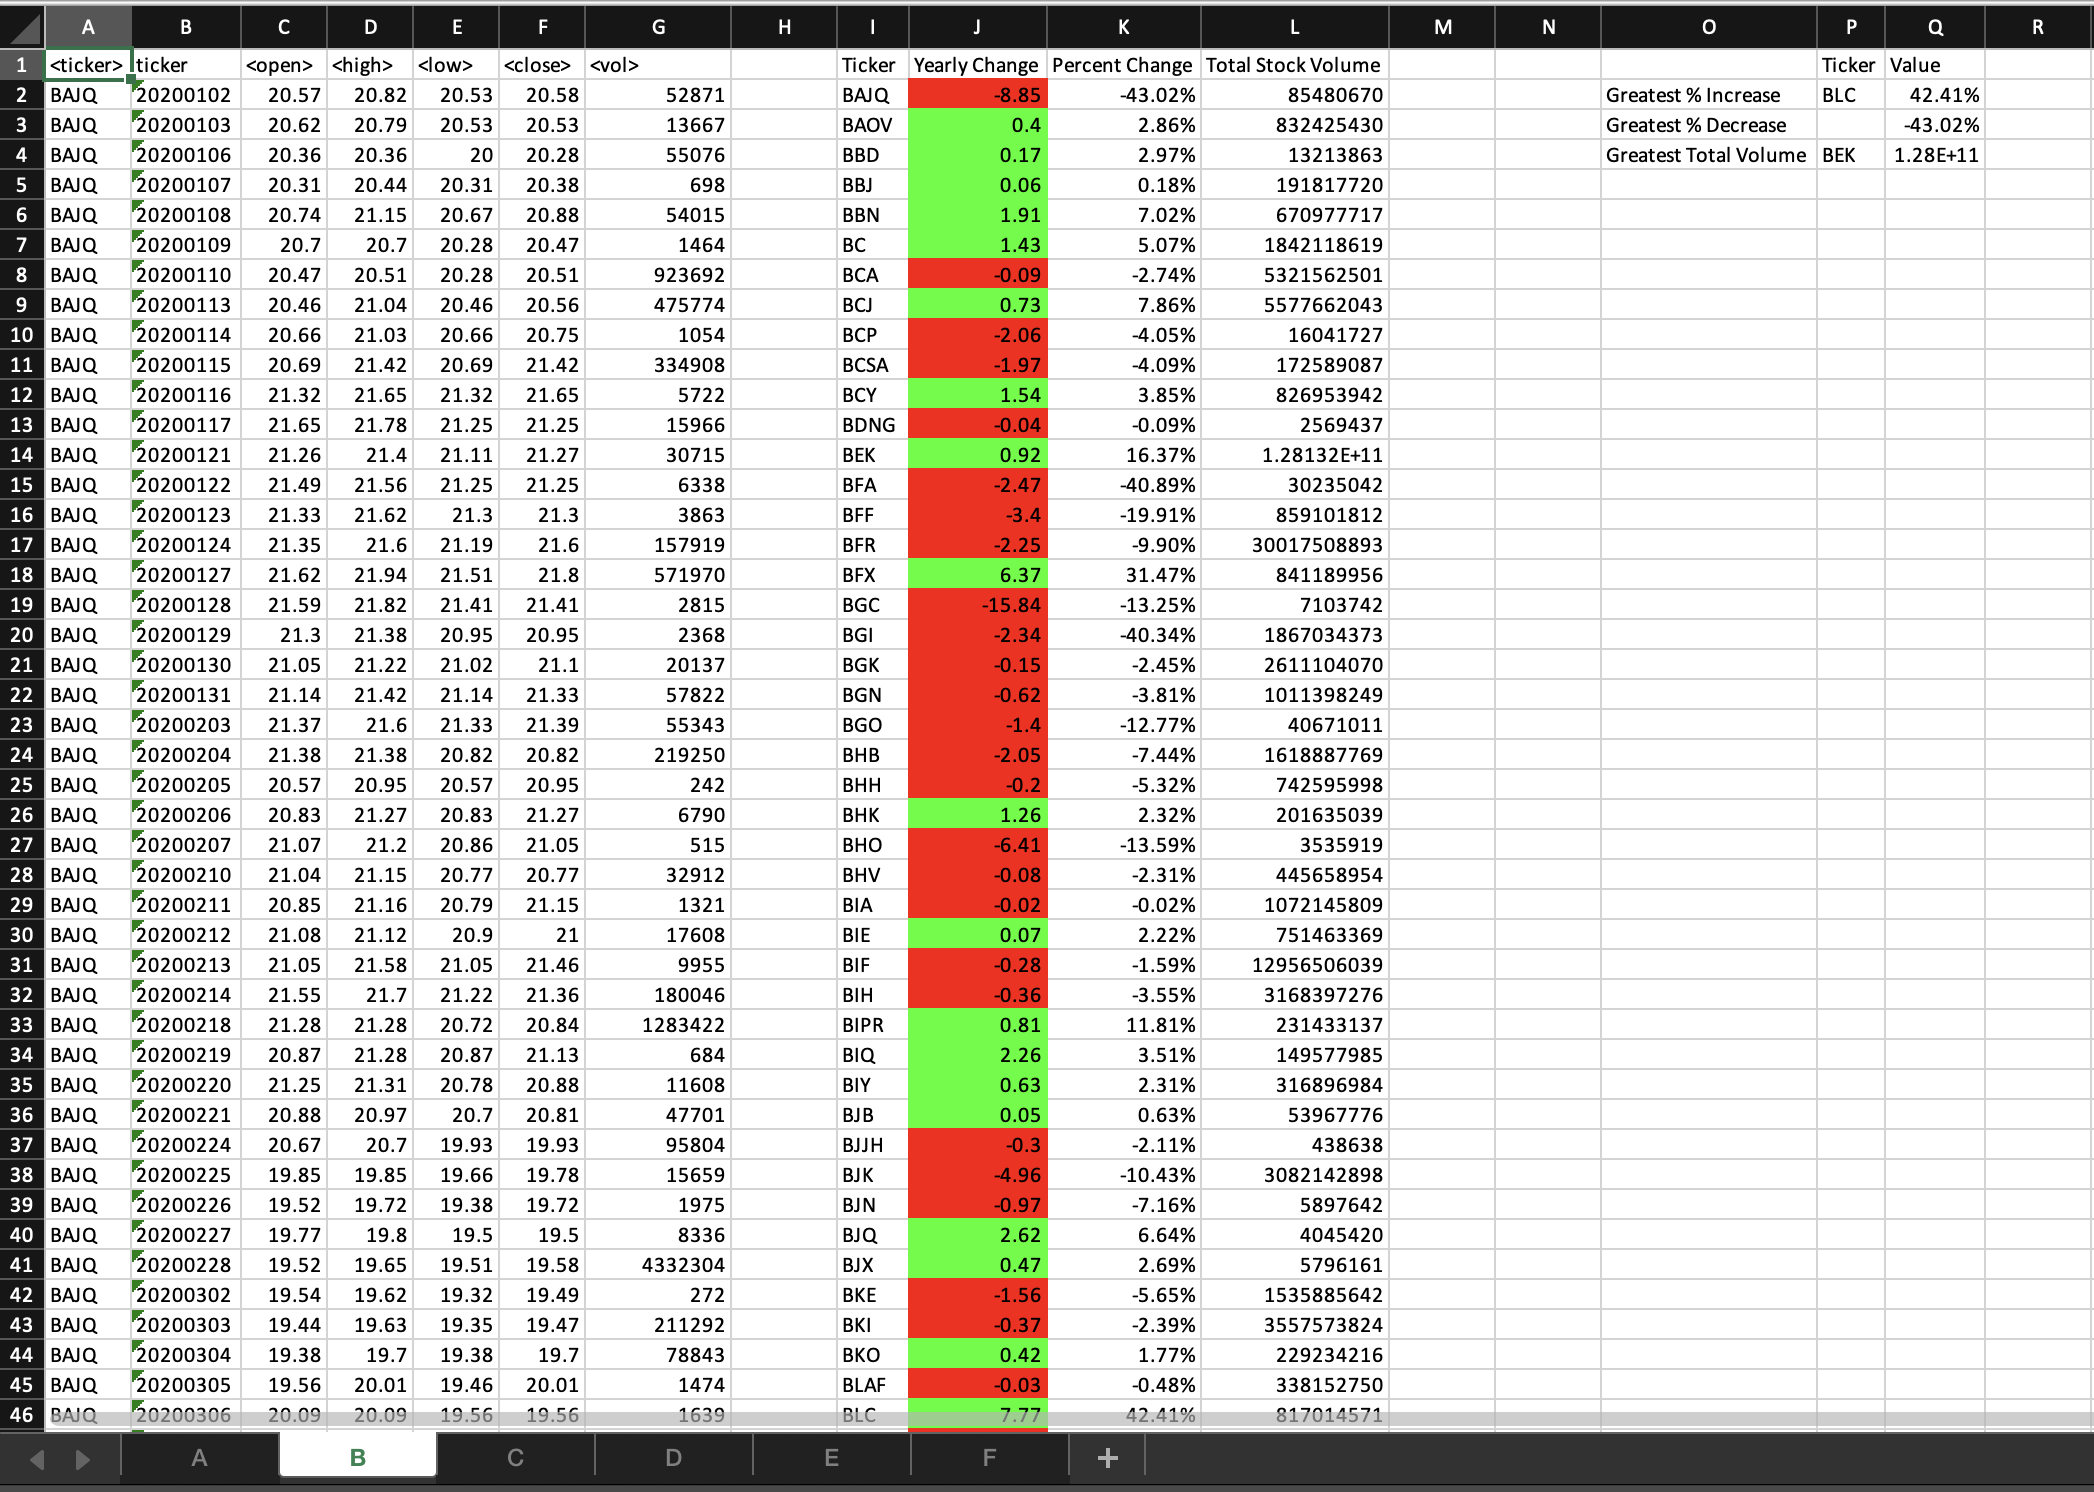 A B C D E F G H I J K L M N O P Q R
1 <ticker> ticker <open> <high> <low> <close> <vol> Ticker Yearly Change Percent Change Total Stock Volume Ticker Value
2 BAJQ 20200102 20.57 20.82 20.53 20.58 52871 BAJQ -8.85 -43.02% 85480670 Greatest % Increase BLC 42.41%
3 BAJQ 20200103 20.62 20.79 20.53 20.53 13667 BAOV 0.4 2.86% 832425430 Greatest % Decrease -43.02%
4 BAJQ 20200106 20.36 20.36 20 20.28 55076 BBD 0.17 2.97% 13213863 Greatest Total Volume BEK 1.28E+11
5 BAJQ 20200107 20.31 20.44 20.31 20.38 698 BBJ 0.06 0.18% 191817720
6 BAJQ 20200108 20.74 21.15 20.67 20.88 54015 BBN 1.91 7.02% 670977717
7 BAJQ 20200109 20.7 20.7 20.28 20.47 1464 BC 1.43 5.07% 1842118619
8 BAJQ 20200110 20.47 20.51 20.28 20.51 923692 BCA -0.09 -2.74% 5321562501
9 BAJQ 20200113 20.46 21.04 20.46 20.56 475774 BCJ 0.73 7.86% 5577662043
10 BAJQ 20200114 20.66 21.03 20.66 20.75 1054 BCP -2.06 -4.05% 16041727
11 BAJQ 20200115 20.69 21.42 20.69 21.42 334908 BCSA -1.97 -4.09% 172589087
12 BAJQ 20200116 21.32 21.65 21.32 21.65 5722 BCY 1.54 3.85% 826953942
13 BAJQ 20200117 21.65 21.78 21.25 21.25 15966 BDNG -0.04 -0.09% 2569437
14 BAJQ 20200121 21.26 21.4 21.11 21.27 30715 BEK 0.92 16.37% 1.28132E+11
15 BAJQ 20200122 21.49 21.56 21.25 21.25 6338 BFA -2.47 -40.89% 30235042
16 BAJQ 20200123 21.33 21.62 21.3 21.3 3863 BFF -3.4 -19.91% 859101812
17 BAJQ 20200124 21.35 21.6 21.19 21.6 157919 BFR -2.25 -9.90% 30017508893
18 BAJQ 20200127 21.62 21.94 21.51 21.8 571970 BFX 6.37 31.47% 841189956
19 BAJQ 20200128 21.59 21.82 21.41 21.41 2815 BGC -15.84 -13.25% 7103742
20 BAJQ 20200129 21.3 21.38 20.95 20.95 2368 BGI -2.34 -40.34% 1867034373
21 BAJQ 20200130 21.05 21.22 21.02 21.1 20137 BGK -0.15 -2.45% 2611104070
22 BAJQ 20200131 21.14 21.42 21.14 21.33 57822 BGN -0.62 -3.81% 1011398249
23 BAJQ 20200203 21.37 21.6 21.33 21.39 55343 BGO -1.4 -12.77% 40671011
24 BAJQ 20200204 21.38 21.38 20.82 20.82 219250 BHB -2.05 -7.44% 1618887769
25 BAJQ 20200205 20.57 20.95 20.57 20.95 242 BHH -0.2 -5.32% 742595998
26 BAJQ 20200206 20.83 21.27 20.83 21.27 6790 BHK 1.26 2.32% 201635039
27 BAJQ 20200207 21.07 21.2 20.86 21.05 515 BHO -6.41 -13.59% 3535919
28 BAJQ 20200210 21.04 21.15 20.77 20.77 32912 BHV -0.08 -2.31% 445658954
29 BAJQ 20200211 20.85 21.16 20.79 21.15 1321 BIA -0.02 -0.02% 1072145809
30 BAJQ 20200212 21.08 21.12 20.9 21 17608 BIE 0.07 2.22% 751463369
31 BAJQ 20200213 21.05 21.58 21.05 21.46 9955 BIF -0.28 -1.59% 12956506039
32 BAJQ 20200214 21.55 21.7 21.22 21.36 180046 BIH -0.36 -3.55% 3168397276
33 BAJQ 20200218 21.28 21.28 20.72 20.84 1283422 BIPR 0.81 11.81% 231433137
34 BAJQ 20200219 20.87 21.28 20.87 21.13 684 BIQ 2.26 3.51% 149577985
35 BAJQ 20200220 21.25 21.31 20.78 20.88 11608 BIY 0.63 2.31% 316896984
36 BAJQ 20200221 20.88 20.97 20.7 20.81 47701 BJB 0.05 0.63% 53967776
37 BAJQ 20200224 20.67 20.7 19.93 19.93 95804 BJJH -0.3 -2.11% 438638
38 BAJQ 20200225 19.85 19.85 19.66 19.78 15659 BJK -4.96 -10.43% 3082142898
39 BAJQ 20200226 19.52 19.72 19.38 19.72 1975 BJN -0.97 -7.16% 5897642
40 BAJQ 20200227 19.77 19.8 19.5 19.5 8336 BJQ 2.62 6.64% 4045420
41 BAJQ 20200228 19.52 19.65 19.51 19.58 4332304 BJX 0.47 2.69% 5796161
42 BAJQ 20200302 19.54 19.62 19.32 19.49 272 BKE -1.56 -5.65% 1535885642
43 BAJQ 20200303 19.44 19.63 19.35 19.47 211292 BKI -0.37 -2.39% 3557573824
44 BAJQ 20200304 19.38 19.7 19.38 19.7 78843 BKO 0.42 1.77% 229234216
45 BAJQ 20200305 19.56 20.01 19.46 20.01 1474 BLAF -0.03 -0.48% 338152750
46 BAJQ 20200306 20.09 20.09 19.56 19.56 1639 BLC 7.77 42.41% 817014571
A B C D E F +